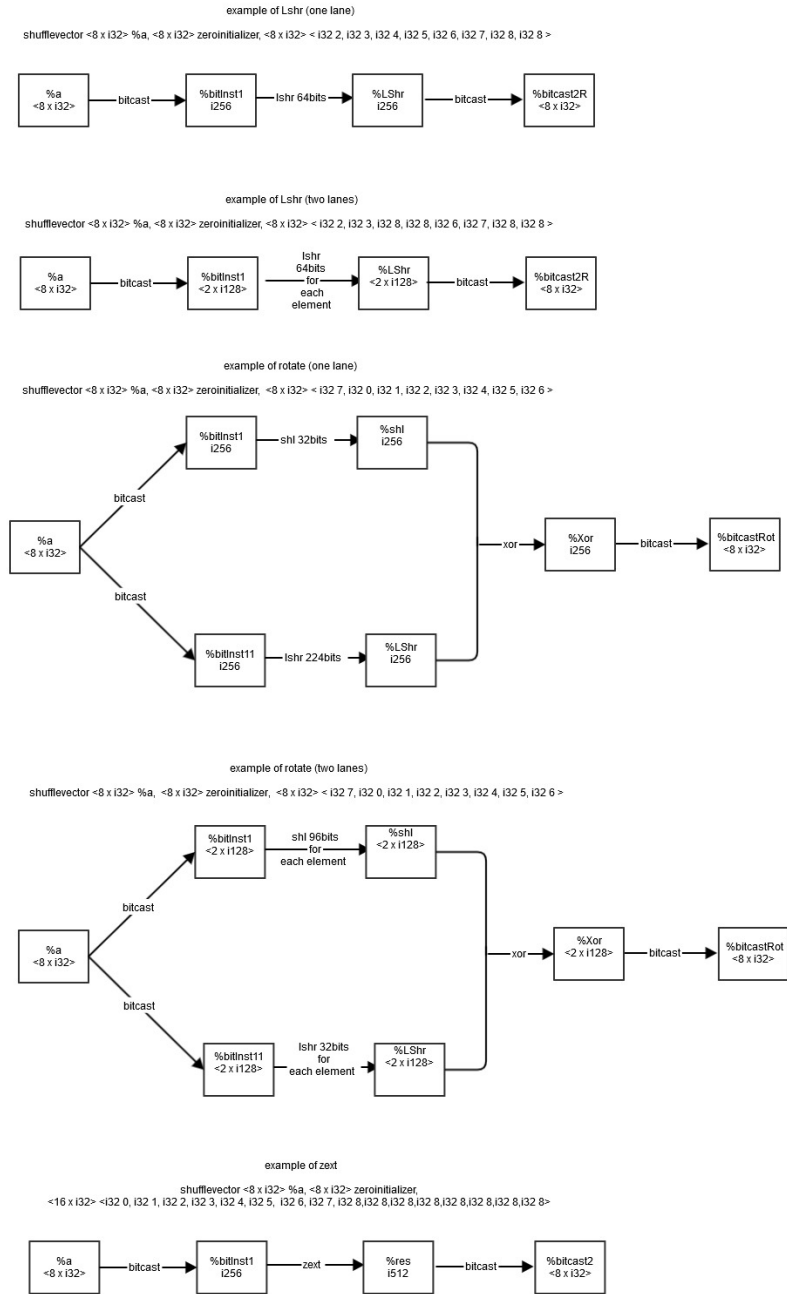 example of Lshr (one lane)
shufflevector <8 x i32> %a, <8 x i32> zeroinitializer, <8 x i32> < i32 2, i32 3, i32 4, i32 5, i32 6, i32 7, i32 8, i32 8 >
%a
<8 x i32>
bitcast
%bitInst1
i256
lshr 64bits
%LShr
i256
bitcast
%bitcast2R
<8 x i32>
example of Lshr (two lanes)
shufflevector <8 x i32> %a, <8 x i32> zeroinitializer, <8 x i32> < i32 2, i32 3, i32 8, i32 8, i32 6, i32 7, i32 8, i32 8 >
%a
<8 x i32>
bitcast
%bitInst1
<2 x i128>
lshr
64bits
for
each
element
%LShr
<2 x i128>
bitcast
%bitcast2R
<8 x i32>
example of rotate (one lane)
shufflevector <8 x i32> %a, <8 x i32> zeroinitializer, <8 x i32> < i32 7, i32 0, i32 1, i32 2, i32 3, i32 4, i32 5, i32 6 >
%bitInst1
i256
shl 32bits
%shl
i256
bitcast
%a
<8 x i32>
xor
%Xor
i256
bitcast
%bitcastRot
<8 x i32>
bitcast
%bitInst11
i256
lshr 224bits
%LShr
i256
example of rotate (two lanes)
shufflevector <8 x i32> %a, <8 x i32> zeroinitializer, <8 x i32> < i32 7, i32 0, i32 1, i32 2, i32 3, i32 4, i32 5, i32 6 >
%bitInst1
<2 x i128>
shl 96bits
for
each element
%shl
<2 x i128>
bitcast
%a
<8 x i32>
xor
%Xor
<2 x i128>
bitcast
%bitcastRot
<8 x i32>
bitcast
%bitInst11
<2 x i128>
lshr 32bits
for
each element
%LShr
<2 x i128>
example of zext
shufflevector <8 x i32> %a, <8 x i32> zeroinitializer,
<16 x i32> <i32 0, i32 1, i32 2, i32 3, i32 4, i32 5, i32 6, i32 7, i32 8,i32 8,i32 8,i32 8,i32 8,i32 8,i32 8,i32 8>
%a
<8 x i32>
bitcast
%bitInst1
i256
zext
%res
i512
bitcast
%bitcast2
<8 x i32>